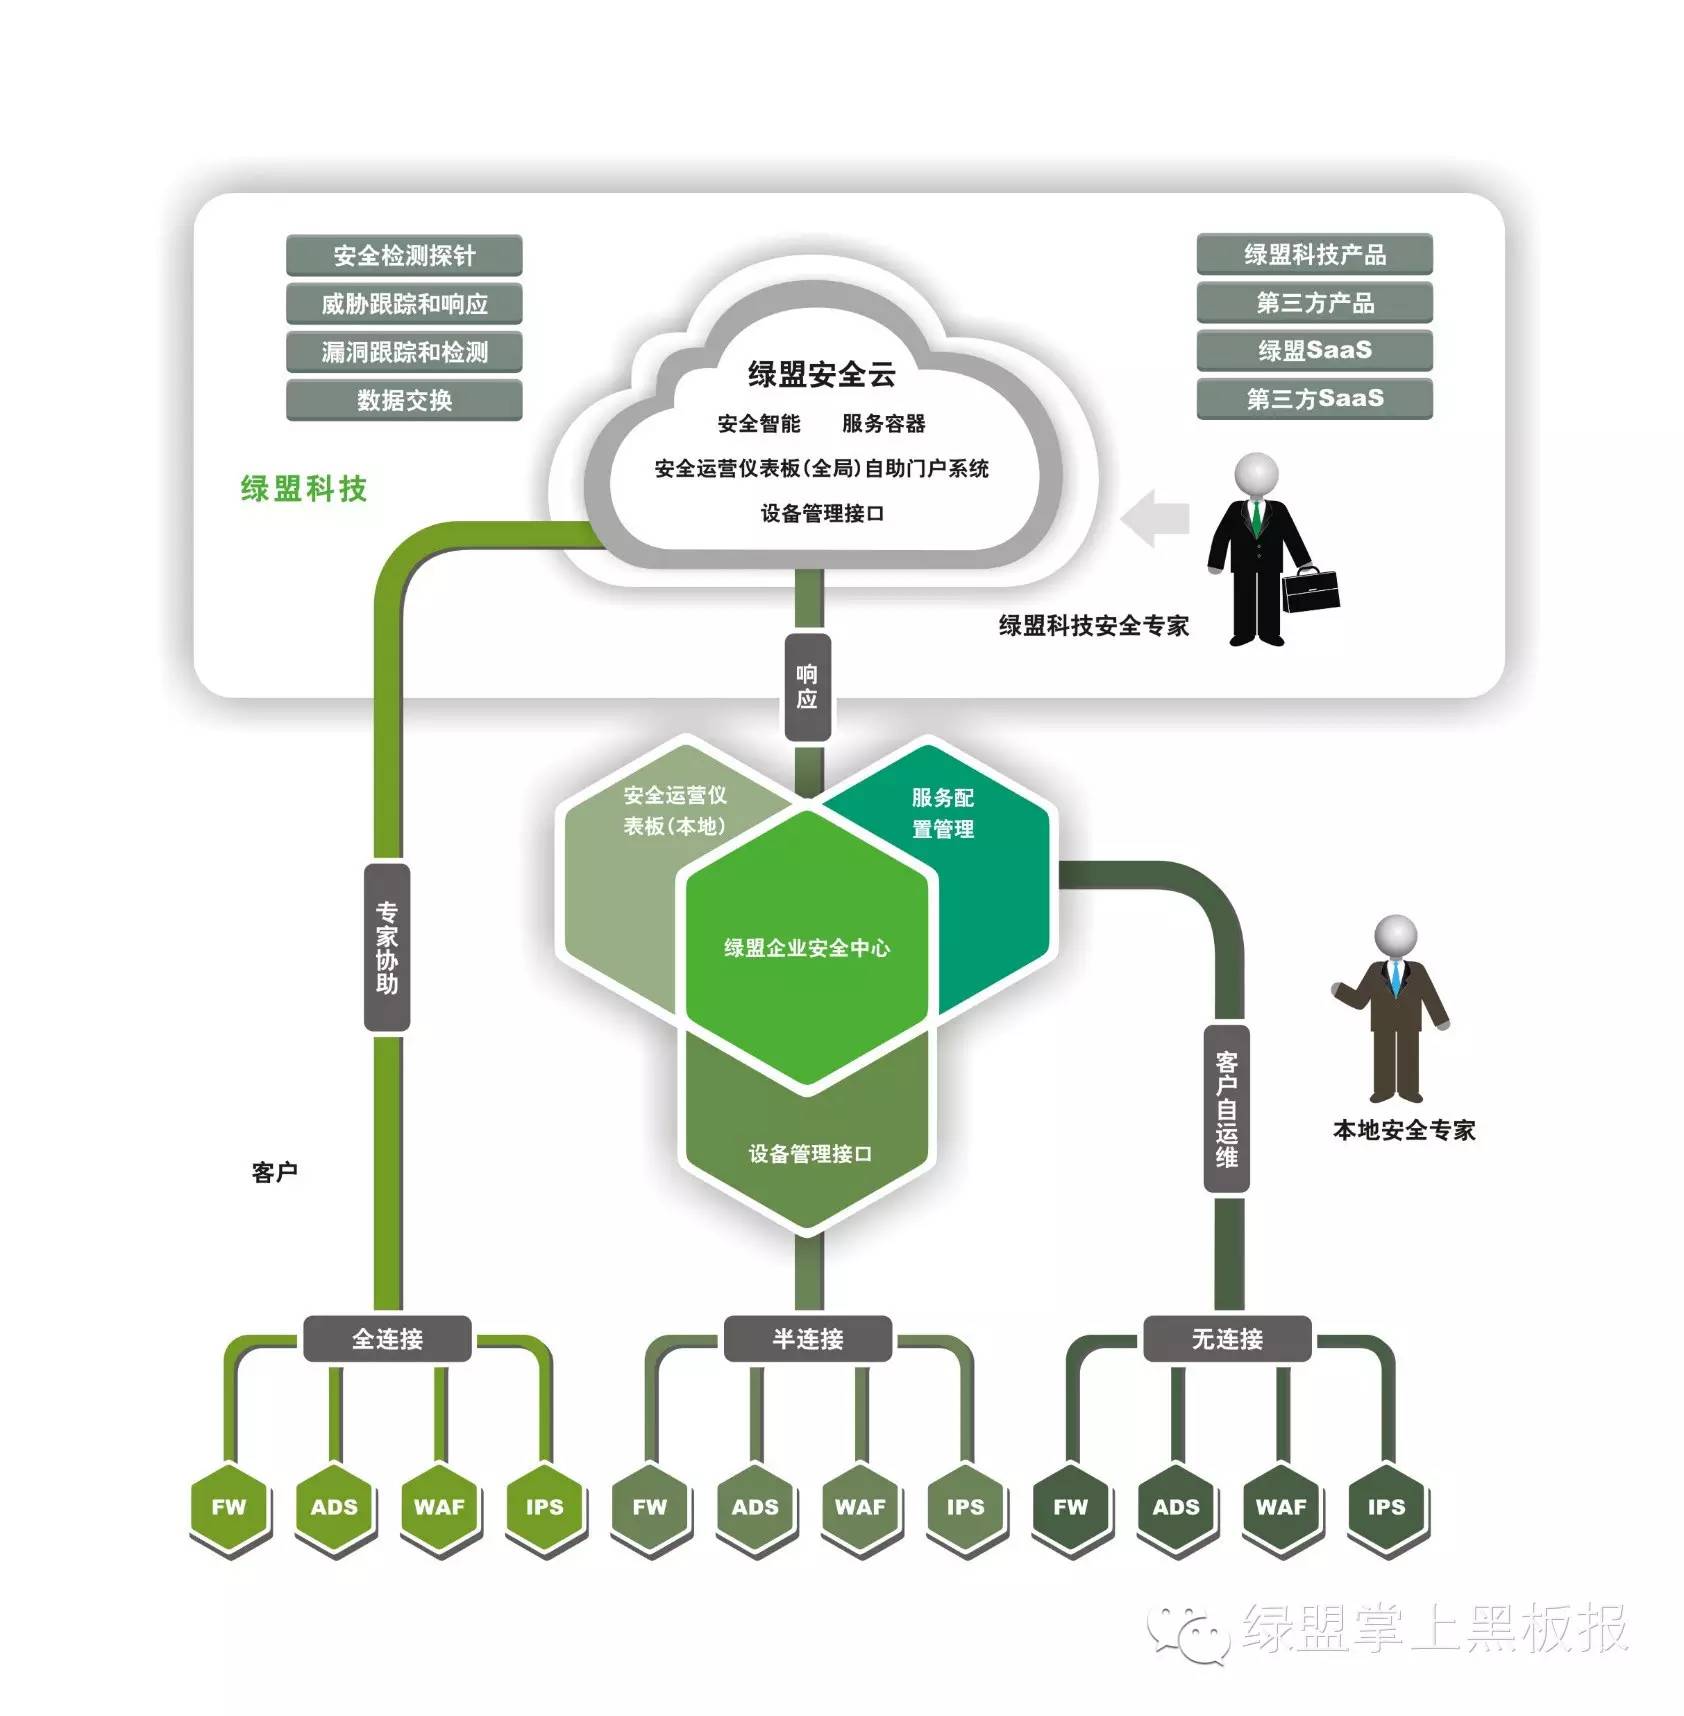 安全检测探针
威胁跟踪和响应
漏洞跟踪和检测
数据交换
绿盟科技产品
第三方产品
绿盟SaaS
第三方SaaS
绿盟安全云
安全智能 服务容器
安全运营仪表板(全局)自助门户系统
设备管理接口
绿盟科技
绿盟科技安全专家
响应
安全运营仪
表板(本地)
服务配
置管理
绿盟企业安全中心
设备管理接口
专家协助
客户自运维
本地安全专家
客户
全连接
半连接
无连接
FW ADS WAF IPS FW ADS WAF IPS FW ADS WAF IPS
绿盟掌上黑板报